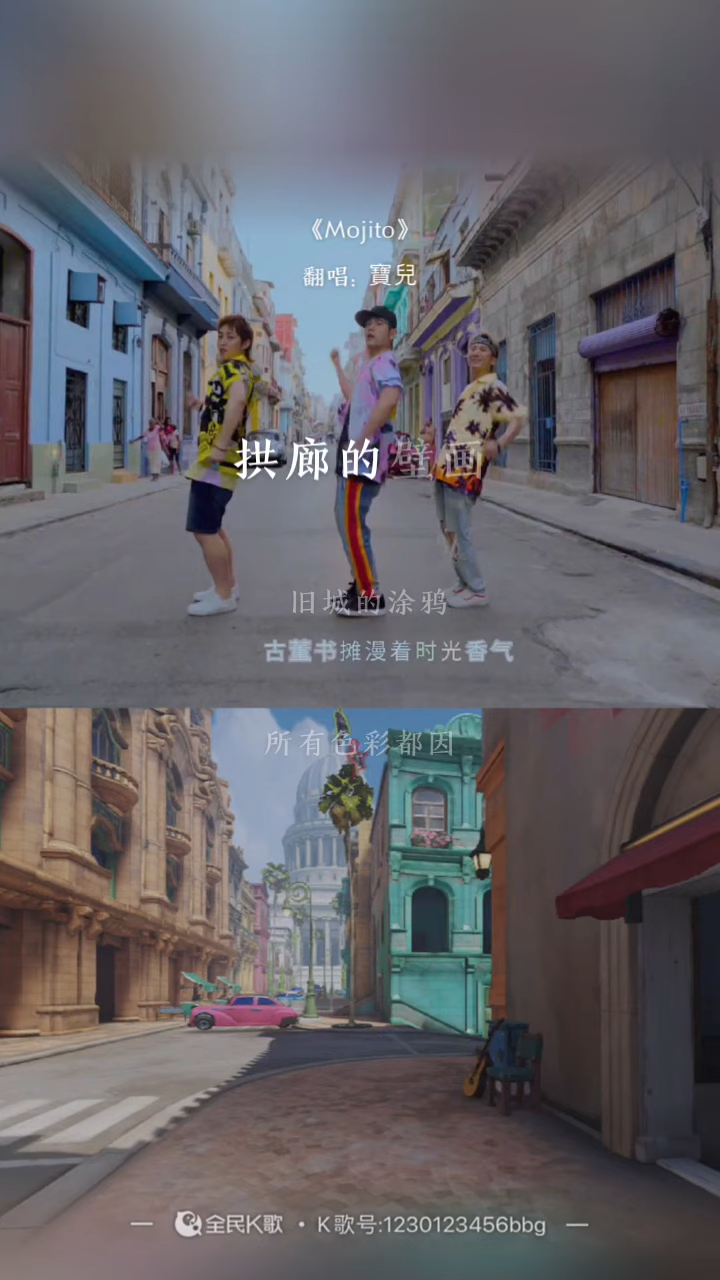 《Mojito》
翻唱：寶兒
拱廊的壁画
旧城的涂鸦
古董书摊漫着时光香气
所有色彩都因
— 全民K歌 · K歌号:1230123456bbg —